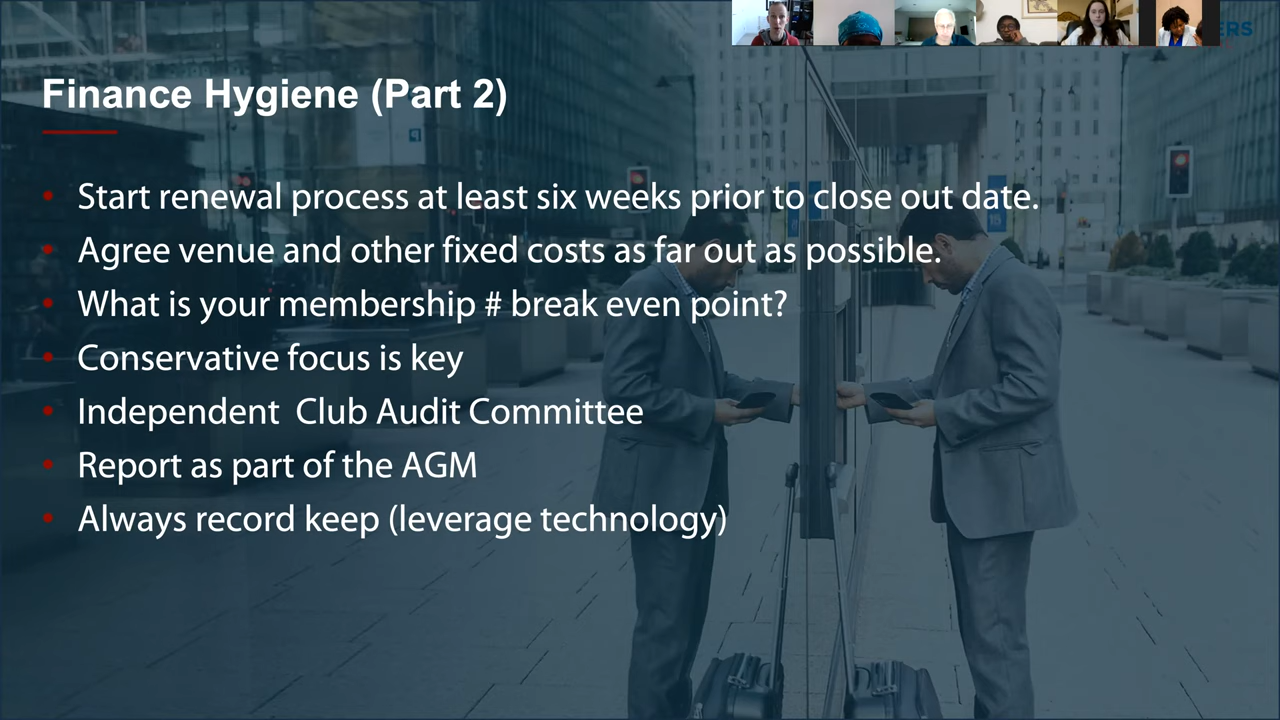 Finance Hygiene (Part 2)
• Start renewal process at least six weeks prior to close out date.
• Agree venue and other fixed costs as far out as possible.
• What is your membership # break even point?
• Conservative focus is key
• Independent  Club Audit Committee
• Report as part of the AGM
• Always record keep (leverage technology)